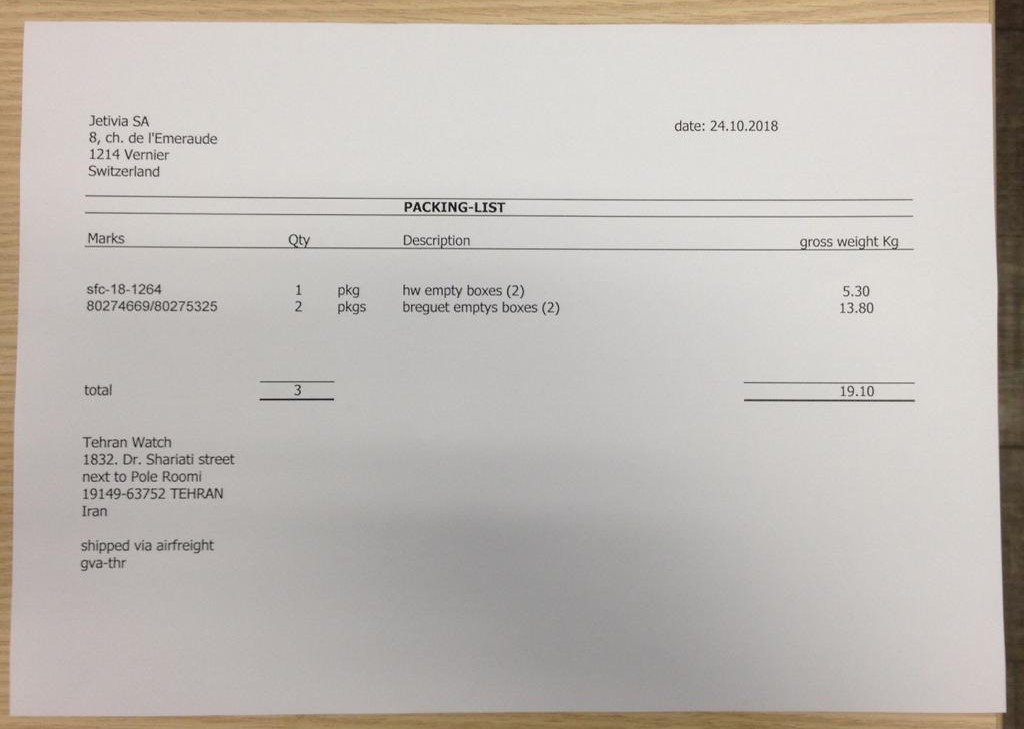 Jetivia SA
8, ch. de l'Emeraude
1214 Vernier
Switzerland
date: 24.10.2018
PACKING-LIST
Marks Qty Description gross weight Kg
sfc-18-1264 1 pkg hw empty boxes (2) 5.30
80274669/80275325 2 pkgs breguet emptys boxes (2) 13.80
total 3 19.10
Tehran Watch
1832. Dr. Shariati street
next to Pole Roomi
19149-63752 TEHRAN
Iran
shipped via airfreight
gva-thr